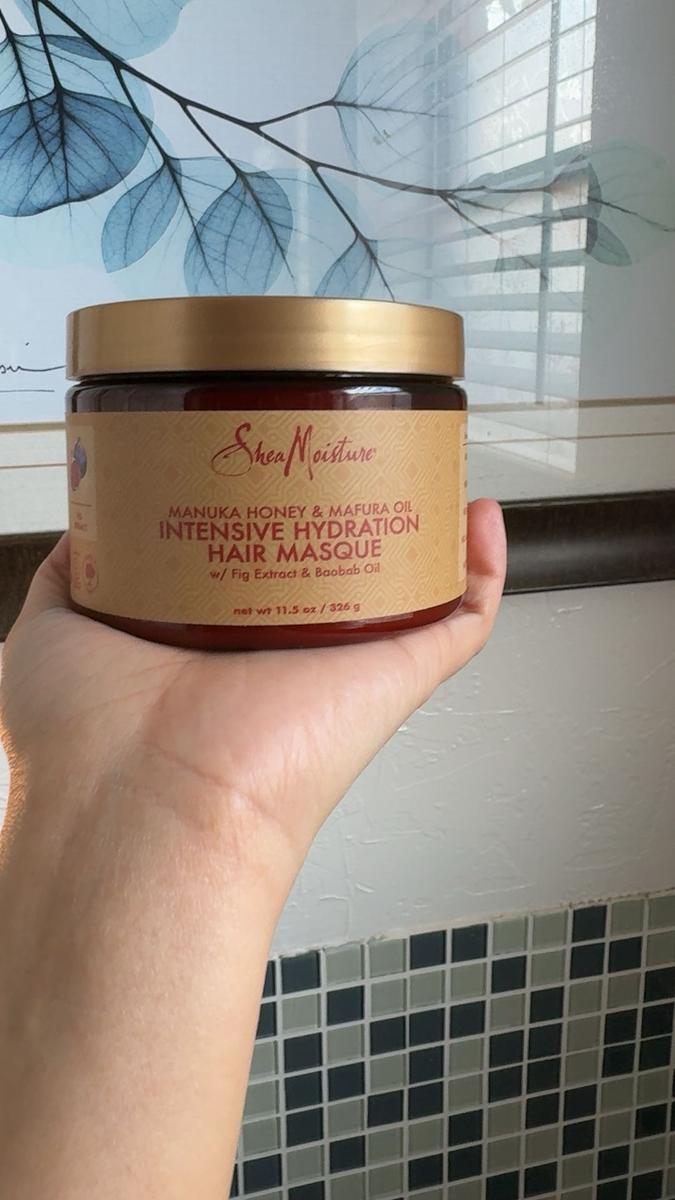 SheaMoisture
MANUKA HONEY & MAFURA OIL
INTENSIVE HYDRATION
HAIR MASQUE
w/ Fig Extract & Baobab Oil
net wt 11.5 oz / 326 g